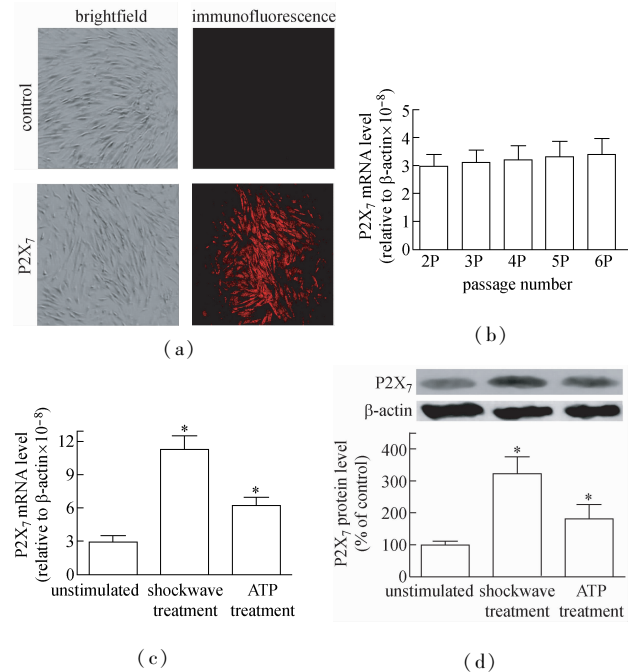 brightfield immunofluorescence
control
P2X₇
(a)
P2X₇ mRNA level
(relative to β-actin×10⁻⁸)
5
4
3
2
1
0
2P 3P 4P 5P 6P
passage number
(b)
P2X₇ mRNA level
(relative to β-actin×10⁻⁸)
12
9
6
3
0
* *
unstimulated shockwave treatment ATP treatment
(c)
P2X₇
β-actin
P2X₇ protein level
(% of control)
400
300
200
100
0
* *
unstimulated shockwave treatment ATP treatment
(d)